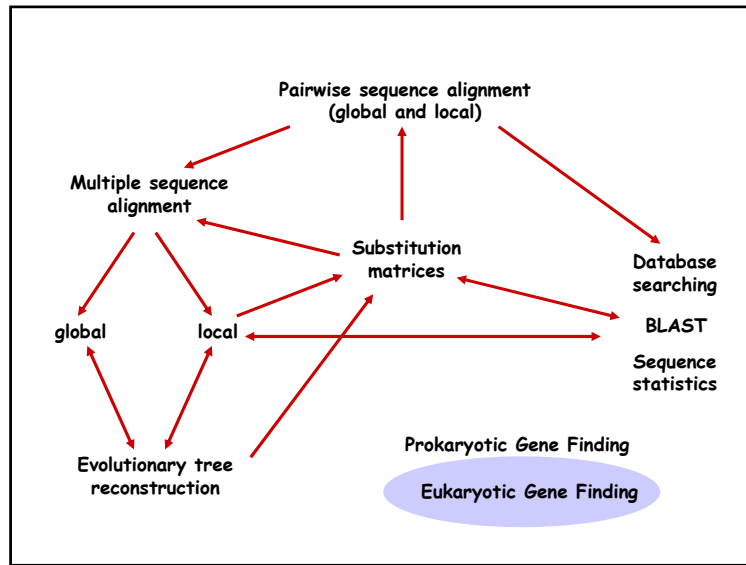 Pairwise sequence alignment
(global and local)
Multiple sequence
alignment
Substitution
matrices
Database
searching
global
local
BLAST
Sequence
statistics
Evolutionary tree
reconstruction
Prokaryotic Gene Finding
Eukaryotic Gene Finding